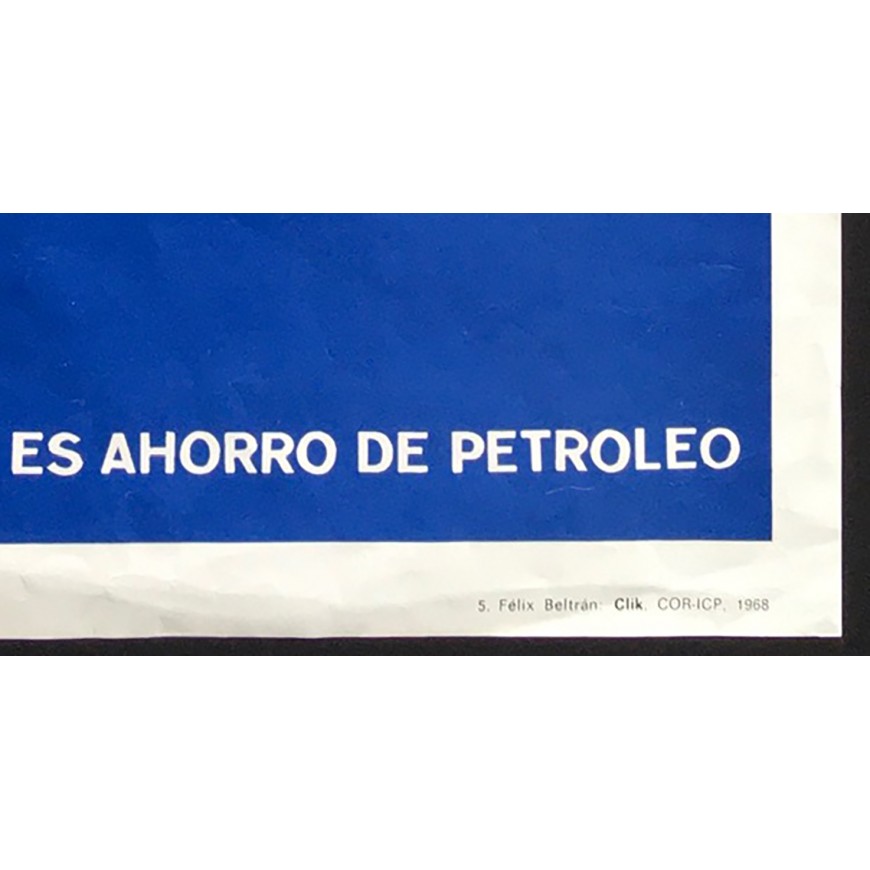 ES AHORRO DE PETROLEO
5. Félix Beltrán: Clik, COR-ICP, 1968